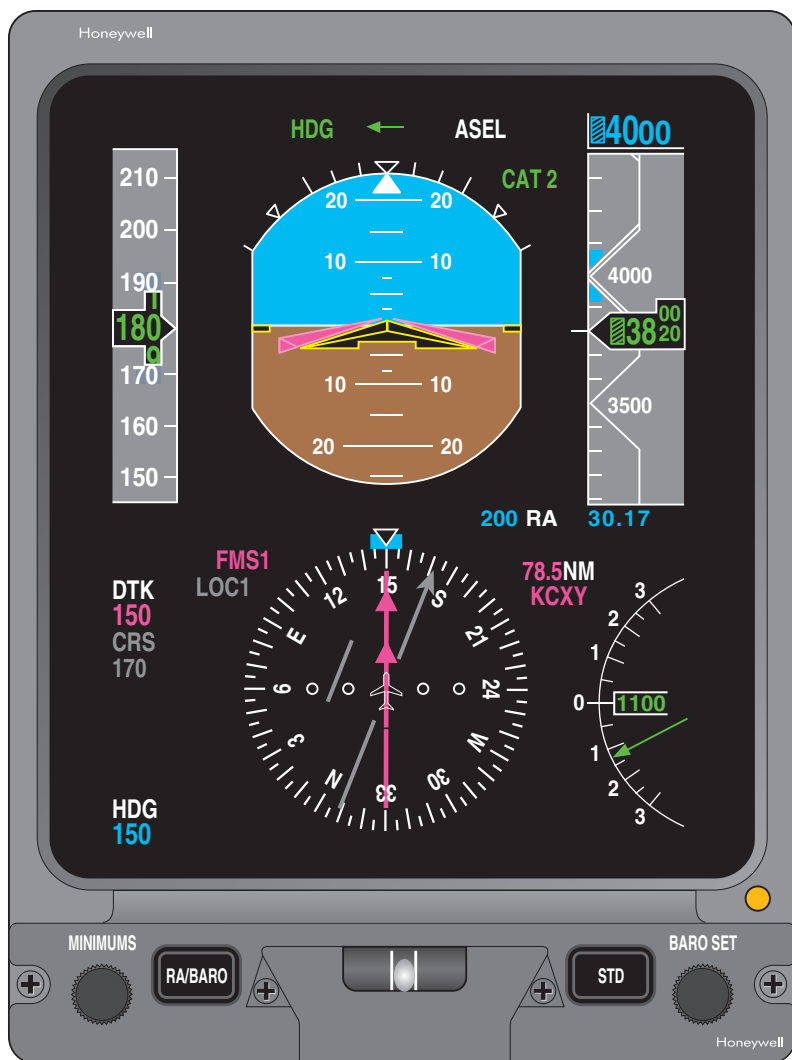 Honeywell
HDG ← ASEL
4000
CAT 2
210
200
190
180
1
9
170
160
150
20 20
10 10
10 10
20 20
4000
38
00
20
3500
200 RA
30.17
FMS1
LOC1
78.5NM
KCXY
DTK
150
CRS
170
HDG
150
12 15 S 21 24 W 30 33 N 3 6 E
3
2
1
0
1100
1
2
3
MINIMUMS
RA/BARO
STD
BARO SET
Honeywell